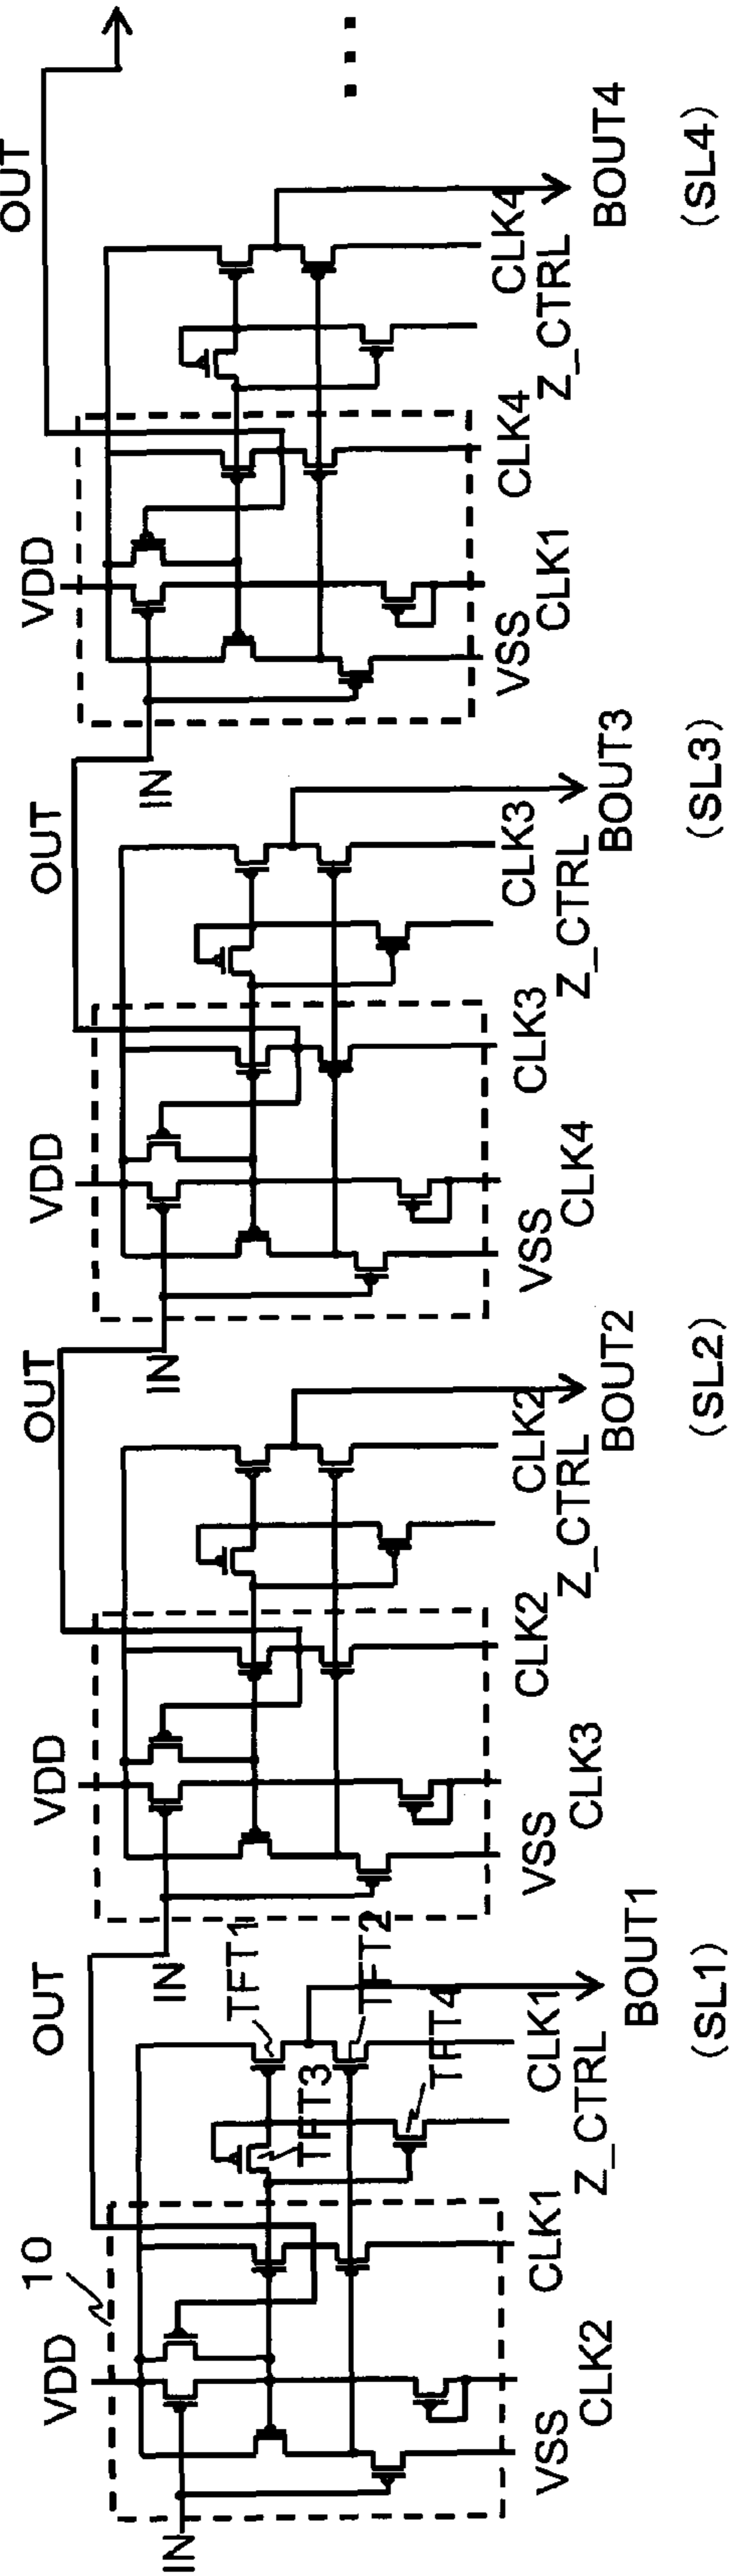 IN
VDD
10
OUT
TFT1
TFT3
TFT2
TFT4
VSS
CLK2
CLK1
Z_CTRL
CLK1
BOUT1
(SL1)
IN
VDD
OUT
VSS
CLK3
CLK2
Z_CTRL
CLK2
BOUT2
(SL2)
IN
VDD
OUT
VSS
CLK4
CLK3
Z_CTRL
CLK3
BOUT3
(SL3)
IN
VDD
OUT
VSS
CLK1
CLK4
Z_CTRL
CLK4
BOUT4
(SL4)